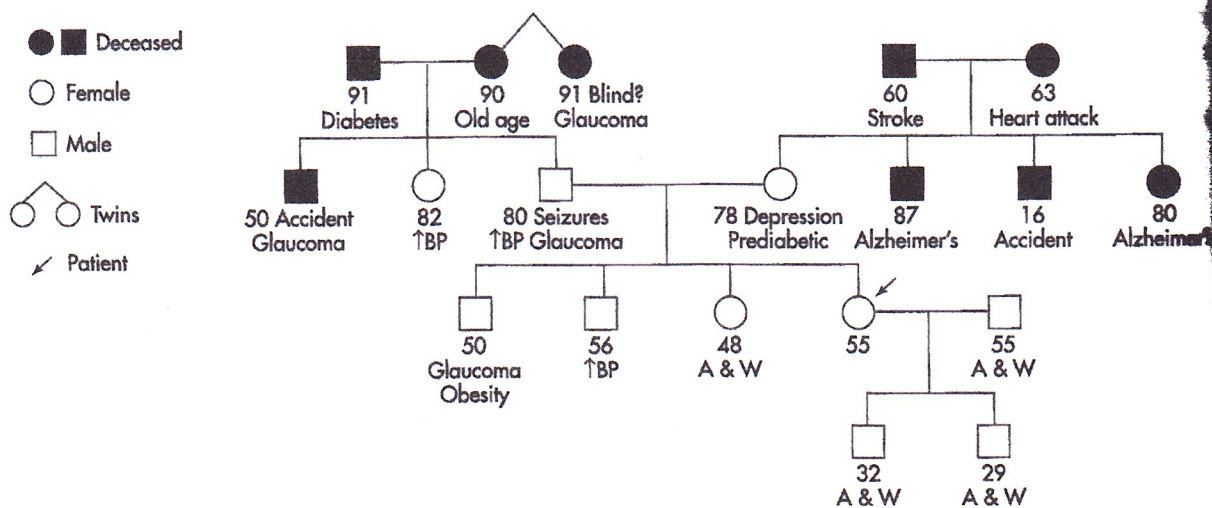 Deceased
Female
Male
Twins
Patient
91
Diabetes
90
Old age
91 Blind?
Glaucoma
60
Stroke
63
Heart attack
50 Accident
Glaucoma
82
↑BP
80 Seizures
↑BP Glaucoma
78 Depression
Prediabetic
87
Alzheimer's
16
Accident
80
Alzheimer's
50
Glaucoma
Obesity
56
↑BP
48
A & W
55
55
A & W
32
A & W
29
A & W